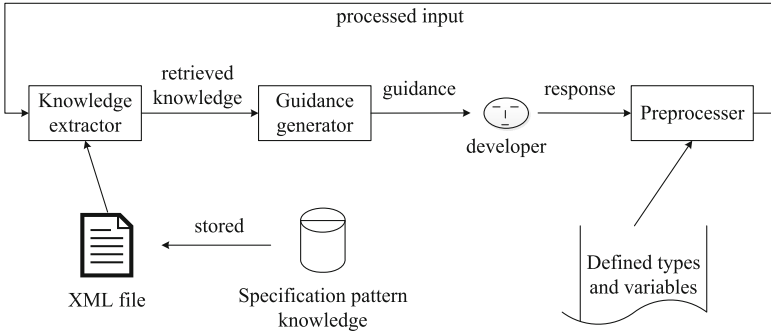 processed input
retrieved
knowledge
Knowledge
extractor
Guidance
generator
guidance
developer
response
Preprocesser
stored
XML file
Specification pattern
knowledge
Defined types
and variables